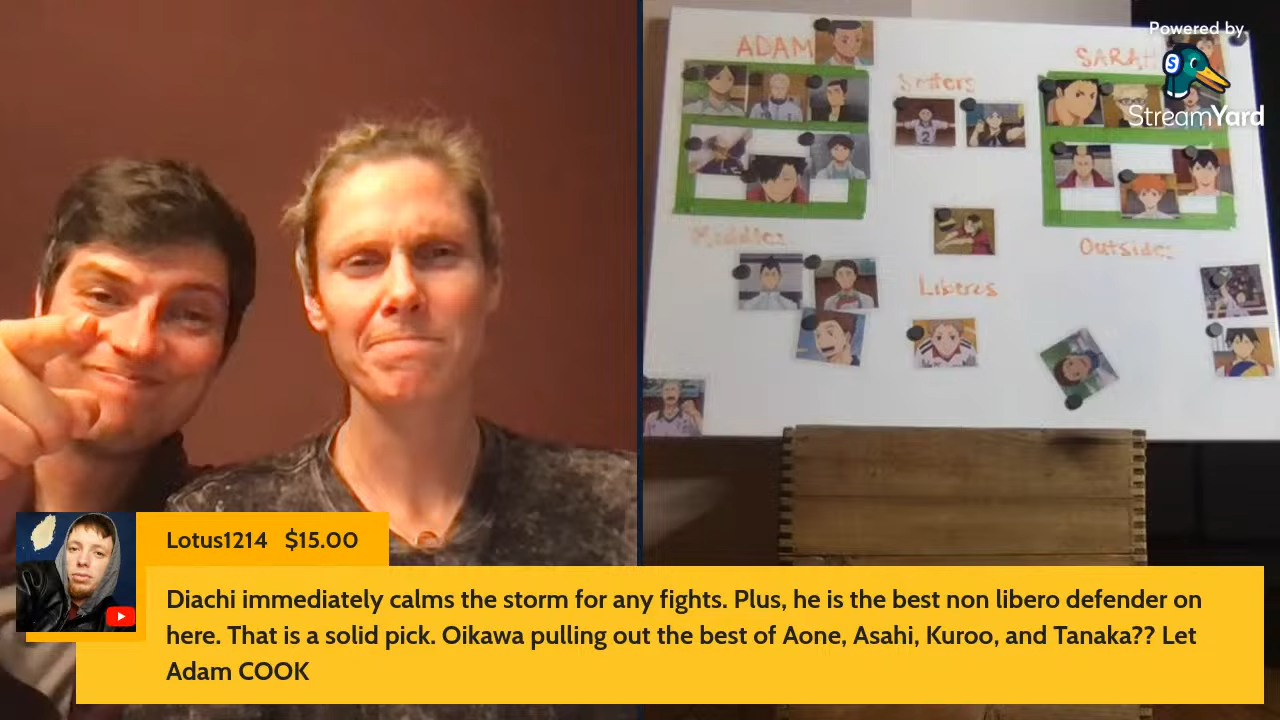 Powered by
StreamYard
ADAM
SARAH
Setters
Middles
Outsides
Liberos
2
Lotus1214 $15.00
Diachi immediately calms the storm for any fights. Plus, he is the best non libero defender on
here. That is a solid pick. Oikawa pulling out the best of Aone, Asahi, Kuroo, and Tanaka?? Let
Adam COOK